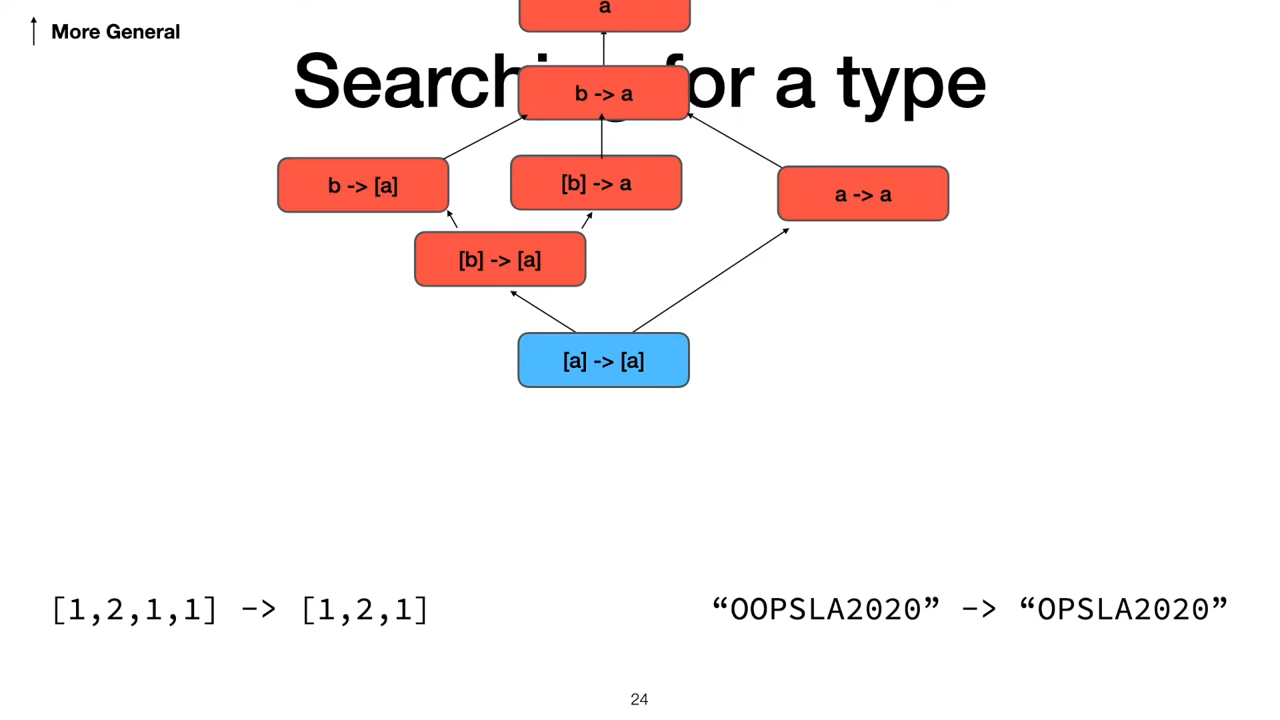 More General
a
Searching for a type
b -> a
b -> [a]
[b] -> a
a -> a
[b] -> [a]
[a] -> [a]
[1,2,1,1] -> [1,2,1]
“OOPSLA2020” -> “OPSLA2020”
24